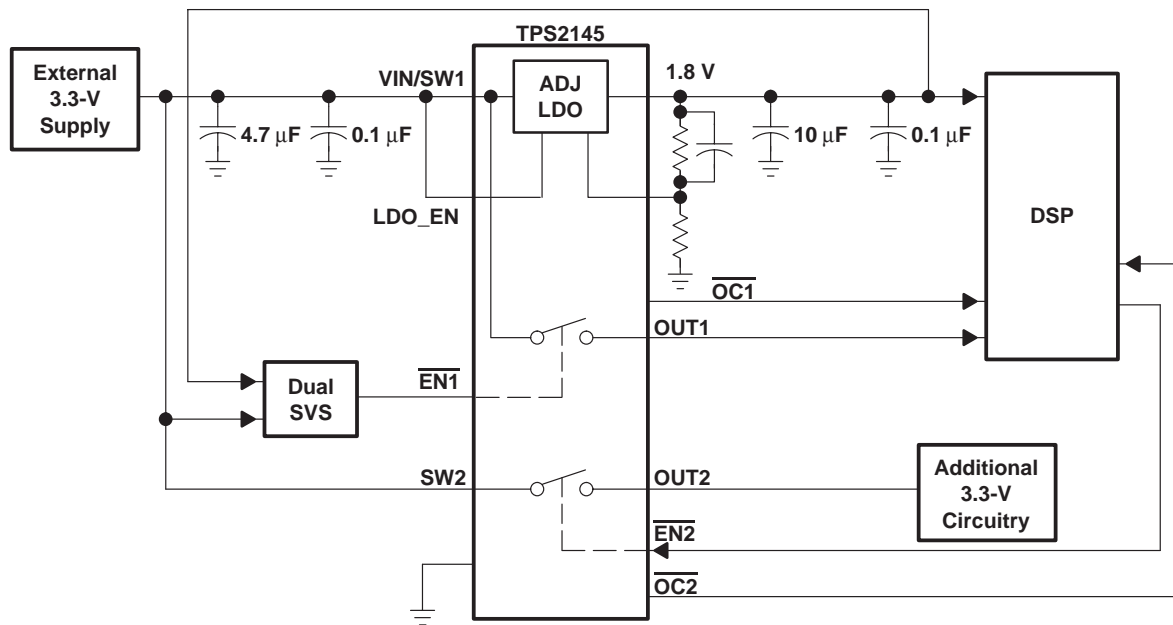 TPS2145
External
3.3-V
Supply
VIN/SW1
ADJ
LDO
1.8 V
4.7 μF
0.1 μF
10 μF
0.1 μF
LDO_EN
DSP
OC1
OUT1
Dual
SVS
EN1
SW2
OUT2
Additional
3.3-V
Circuitry
EN2
OC2